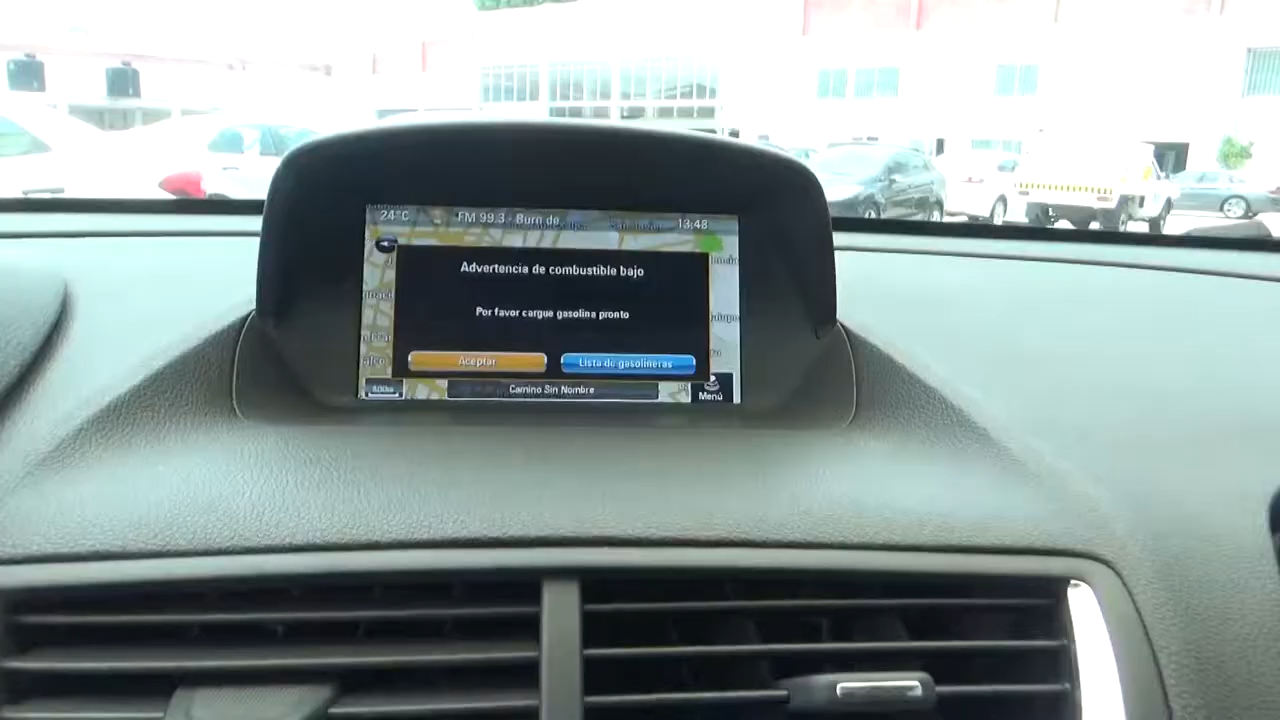 24°C FM 99.3 - Burn de 13:48
Advertencia de combustible bajo
Por favor cargue gasolina pronto
Aceptar Lista de gasolineras
Camino Sin Nombre
Menú